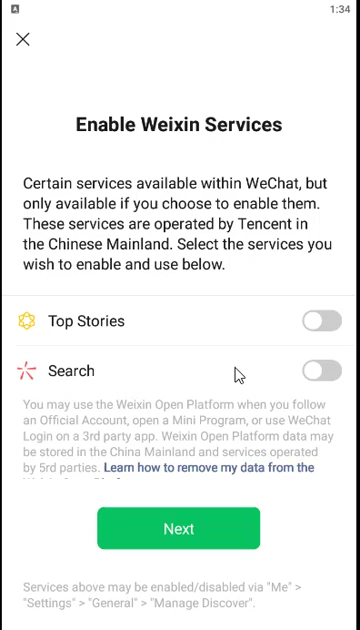 A
1:34
Enable Weixin Services
Certain services available within WeChat, but
only available if you choose to enable them.
These services are operated by Tencent in
the Chinese Mainland. Select the services you
wish to enable and use below.
Top Stories
Search
You may use the Weixin Open Platform when you follow
an Official Account, open a Mini Program, or use WeChat
Login on a 3rd party app. Weixin Open Platform data may
be stored in the China Mainland and services operated
by 5rd parties. Learn how to remove my data from the
Next
Services above may be enabled/disabled via "Me" >
"Settings" > "General" > "Manage Discover".